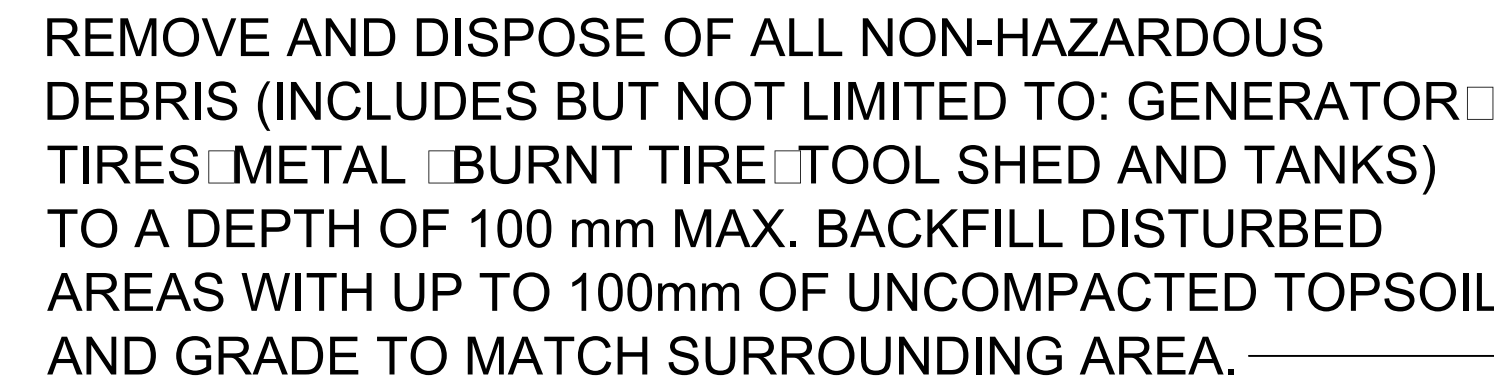 REMOVE AND DISPOSE OF ALL NON-HAZARDOUS
DEBRIS (INCLUDES BUT NOT LIMITED TO: GENERATOR□
TIRES□METAL □BURNT TIRE□TOOL SHED AND TANKS)
TO A DEPTH OF 100 mm MAX. BACKFILL DISTURBED
AREAS WITH UP TO 100mm OF UNCOMPACTED TOPSOIL
AND GRADE TO MATCH SURROUNDING AREA.